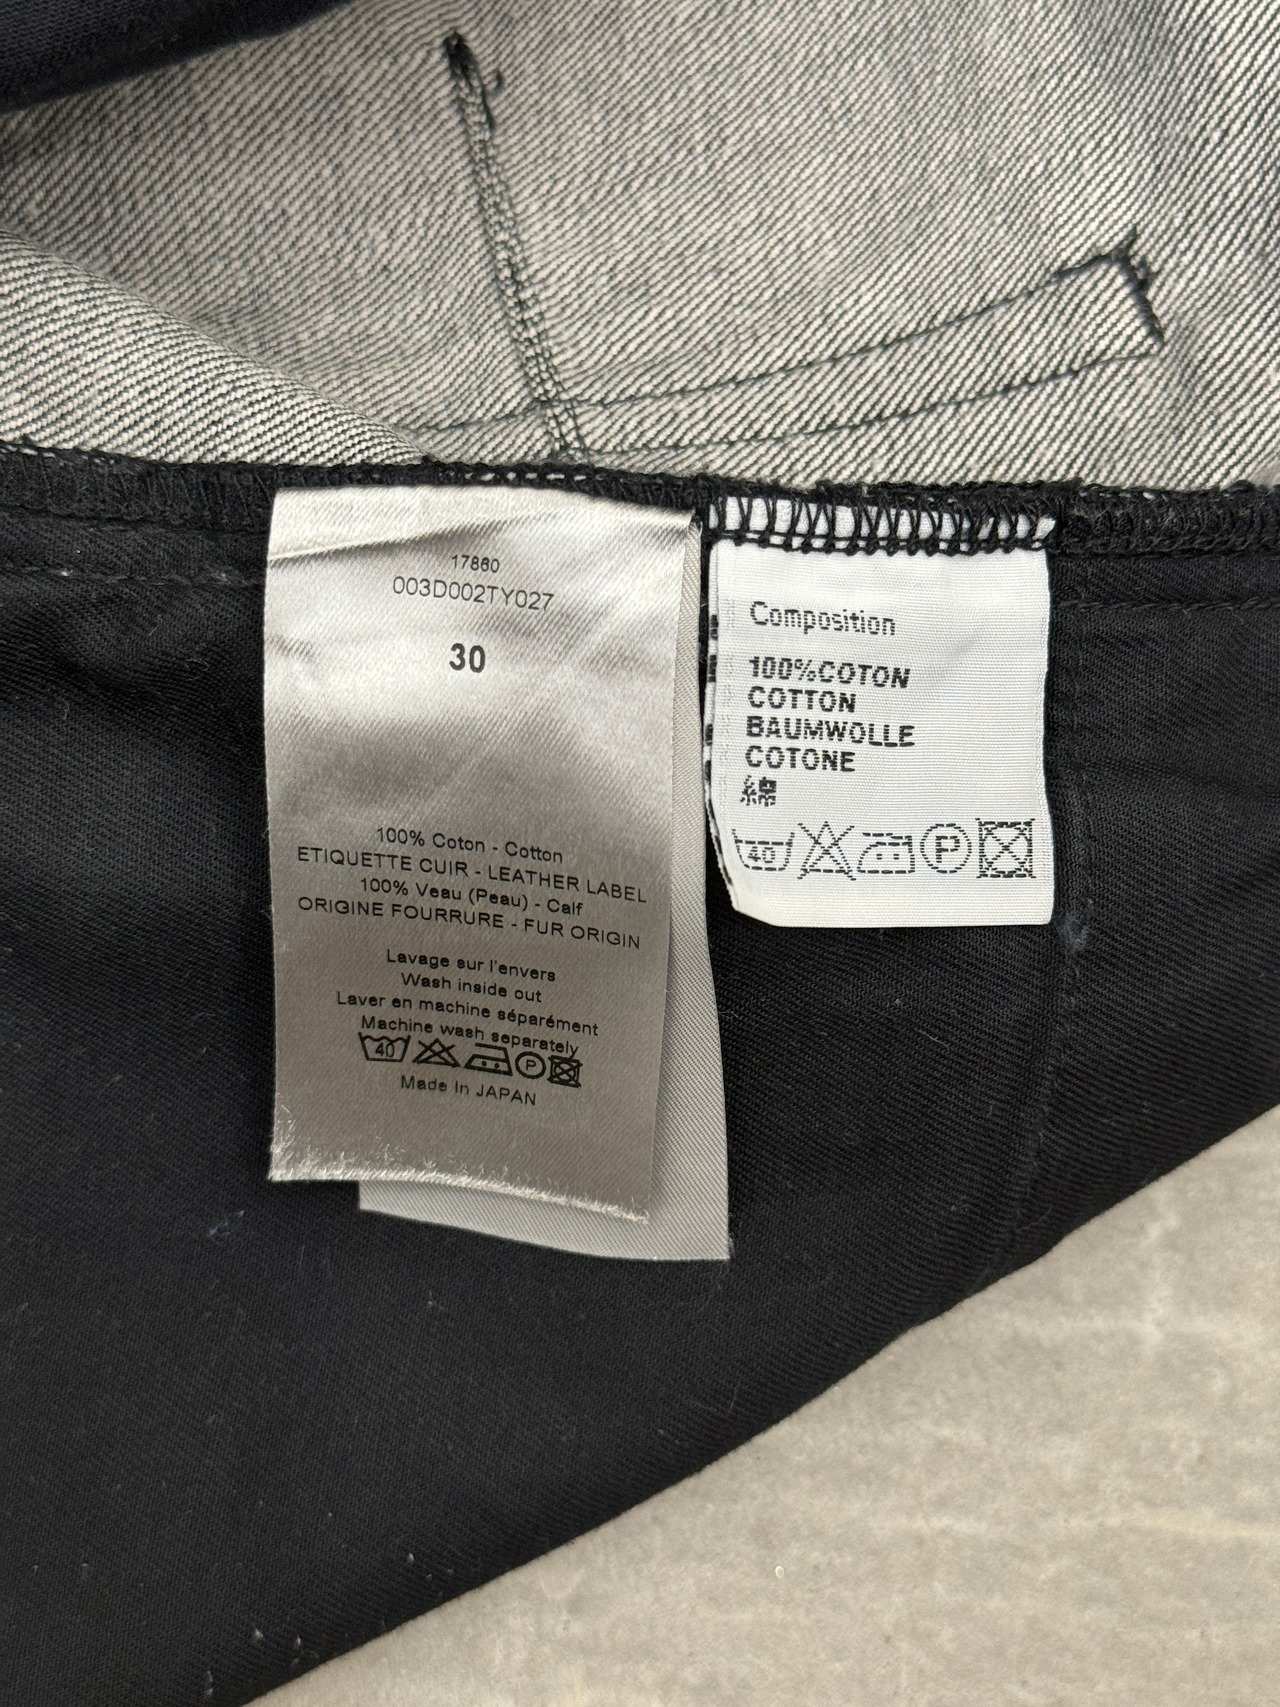 17860
003D002TY027
30
100% Coton - Cotton
ETIQUETTE CUIR - LEATHER LABEL
100% Veau (Peau) - Calf
ORIGINE FOURRURE - FUR ORIGIN
Lavage sur l'envers
Wash inside out
Laver en machine séparément
Machine wash separately
40 P
Made In JAPAN
Composition
100%COTON
COTTON
BAUMWOLLE
COTONE
綿
40 P